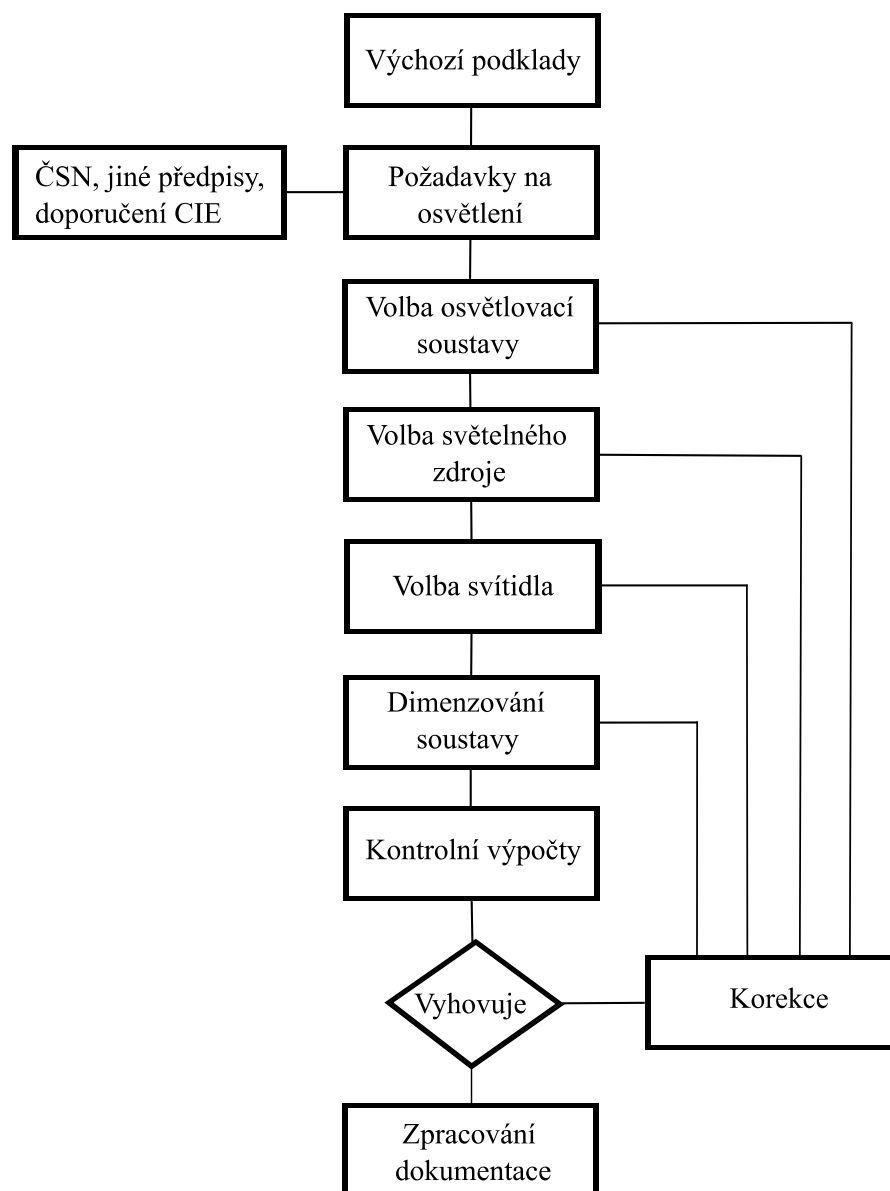 Výchozí podklady
ČSN, jiné předpisy,
doporučení CIE
Požadavky na
osvětlení
Volba osvětlovací
soustavy
Volba světelného
zdroje
Volba svítidla
Dimenzování
soustavy
Kontrolní výpočty
Vyhovuje
Korekce
Zpracování
dokumentace